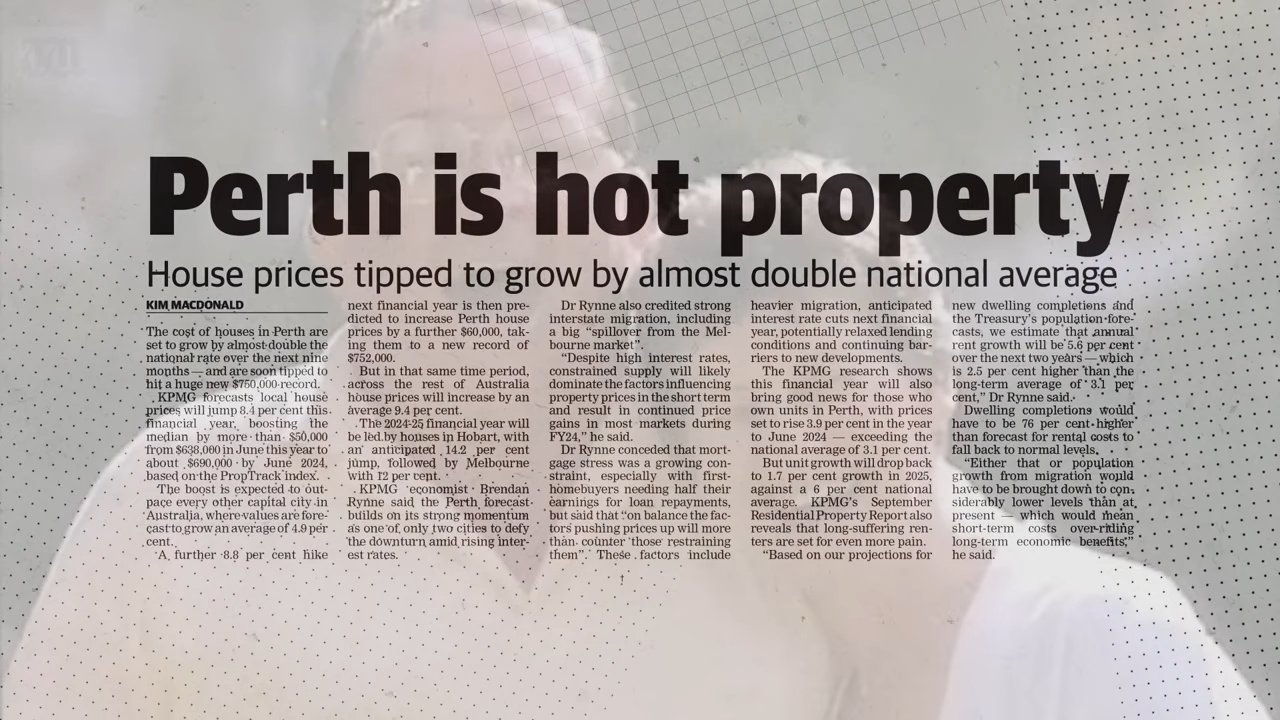 Perth is hot property
House prices tipped to grow by almost double national average
KIM MACDONALD
The cost of houses in Perth are
set to grow by almost double the
national rate over the next nine
months — and are soon tipped to
hit a huge new $750,000 record.
KPMG forecasts local house
prices will jump 8.4 per cent this
financial year, boosting the
median by more than $50,000
from $638,000 in June this year to
about $690,000 by June 2024,
based on the PropTrack index.
The boost is expected to out-
pace every other capital city in
Australia, where values are fore-
cast to grow an average of 4.9 per
cent.
A further 8.8 per cent hike
next financial year is then pre-
dicted to increase Perth house
prices by a further $60,000, tak-
ing them to a new record of
$752,000.
But in that same time period,
across the rest of Australia
house prices will increase by an
average 9.4 per cent.
The 2024-25 financial year will
be led by houses in Hobart, with
an anticipated 14.2 per cent
jump, followed by Melbourne
with 12 per cent.
KPMG economist Brendan
Rynne said the Perth forecast
builds on its strong momentum
as one of only two cities to defy
the downturn amid rising inter-
est rates.
Dr Rynne also credited strong
interstate migration, including
a big “spillover from the Mel-
bourne market”.
“Despite high interest rates,
constrained supply will likely
dominate the factors influencing
property prices in the short term
and result in continued price
gains in most markets during
FY24,” he said.
Dr Rynne conceded that mort-
gage stress was a growing con-
straint, especially with first-
homebuyers needing half their
earnings for loan repayments,
but said that “on balance the fac-
tors pushing prices up will more
than counter those restraining
them”. These factors include
heavier migration, anticipated
interest rate cuts next financial
year, potentially relaxed lending
conditions and continuing bar-
riers to new developments.
The KPMG research shows
this financial year will also
bring good news for those who
own units in Perth, with prices
set to rise 3.9 per cent in the year
to June 2024 — exceeding the
national average of 3.1 per cent.
But unit growth will drop back
to 1.7 per cent growth in 2025,
against a 6 per cent national
average. KPMG’s September
Residential Property Report also
reveals that long-suffering ren-
ters are set for even more pain.
“Based on our projections for
new dwelling completions and
the Treasury’s population fore-
casts, we estimate that annual
rent growth will be 5.6 per cent
over the next two years — which
is 2.5 per cent higher than the
long-term average of 3.1 per
cent,” Dr Rynne said.
Dwelling completions would
have to be 76 per cent higher
than forecast for rental costs to
fall back to normal levels.
“Either that or population
growth from migration would
have to be brought down to con-
siderably lower levels than at
present — which would mean
short-term costs over-riding
long-term economic benefits,”
he said.